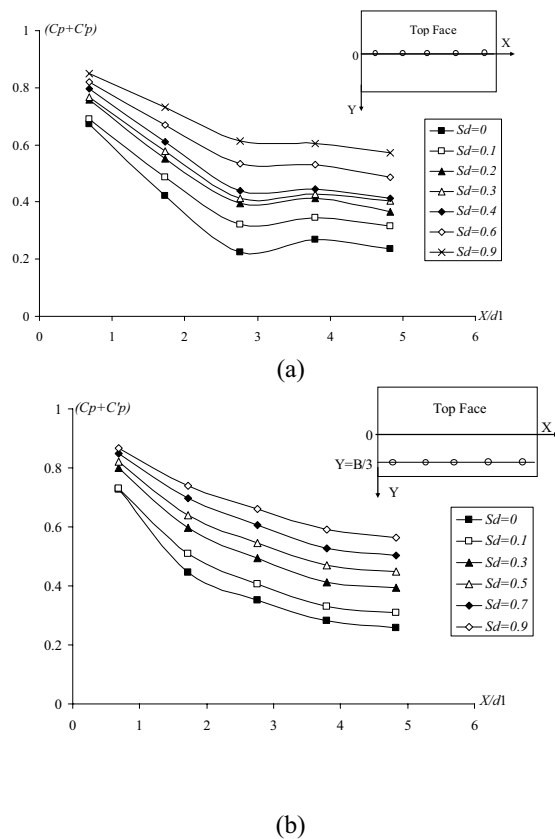 (Cp+C'p)
1
0.8
0.6
0.4
0.2
0
0 1 2 3 4 5 6
X/d1
Top Face
0
X
Y
Sd=0
Sd=0.1
Sd=0.2
Sd=0.3
Sd=0.4
Sd=0.6
Sd=0.9
(a)
(Cp+C'p)
1
0.8
0.6
0.4
0.2
0
0 1 2 3 4 5 6
X/d1
Top Face
0
X
Y=B/3
Y
Sd=0
Sd=0.1
Sd=0.3
Sd=0.5
Sd=0.7
Sd=0.9
(b)